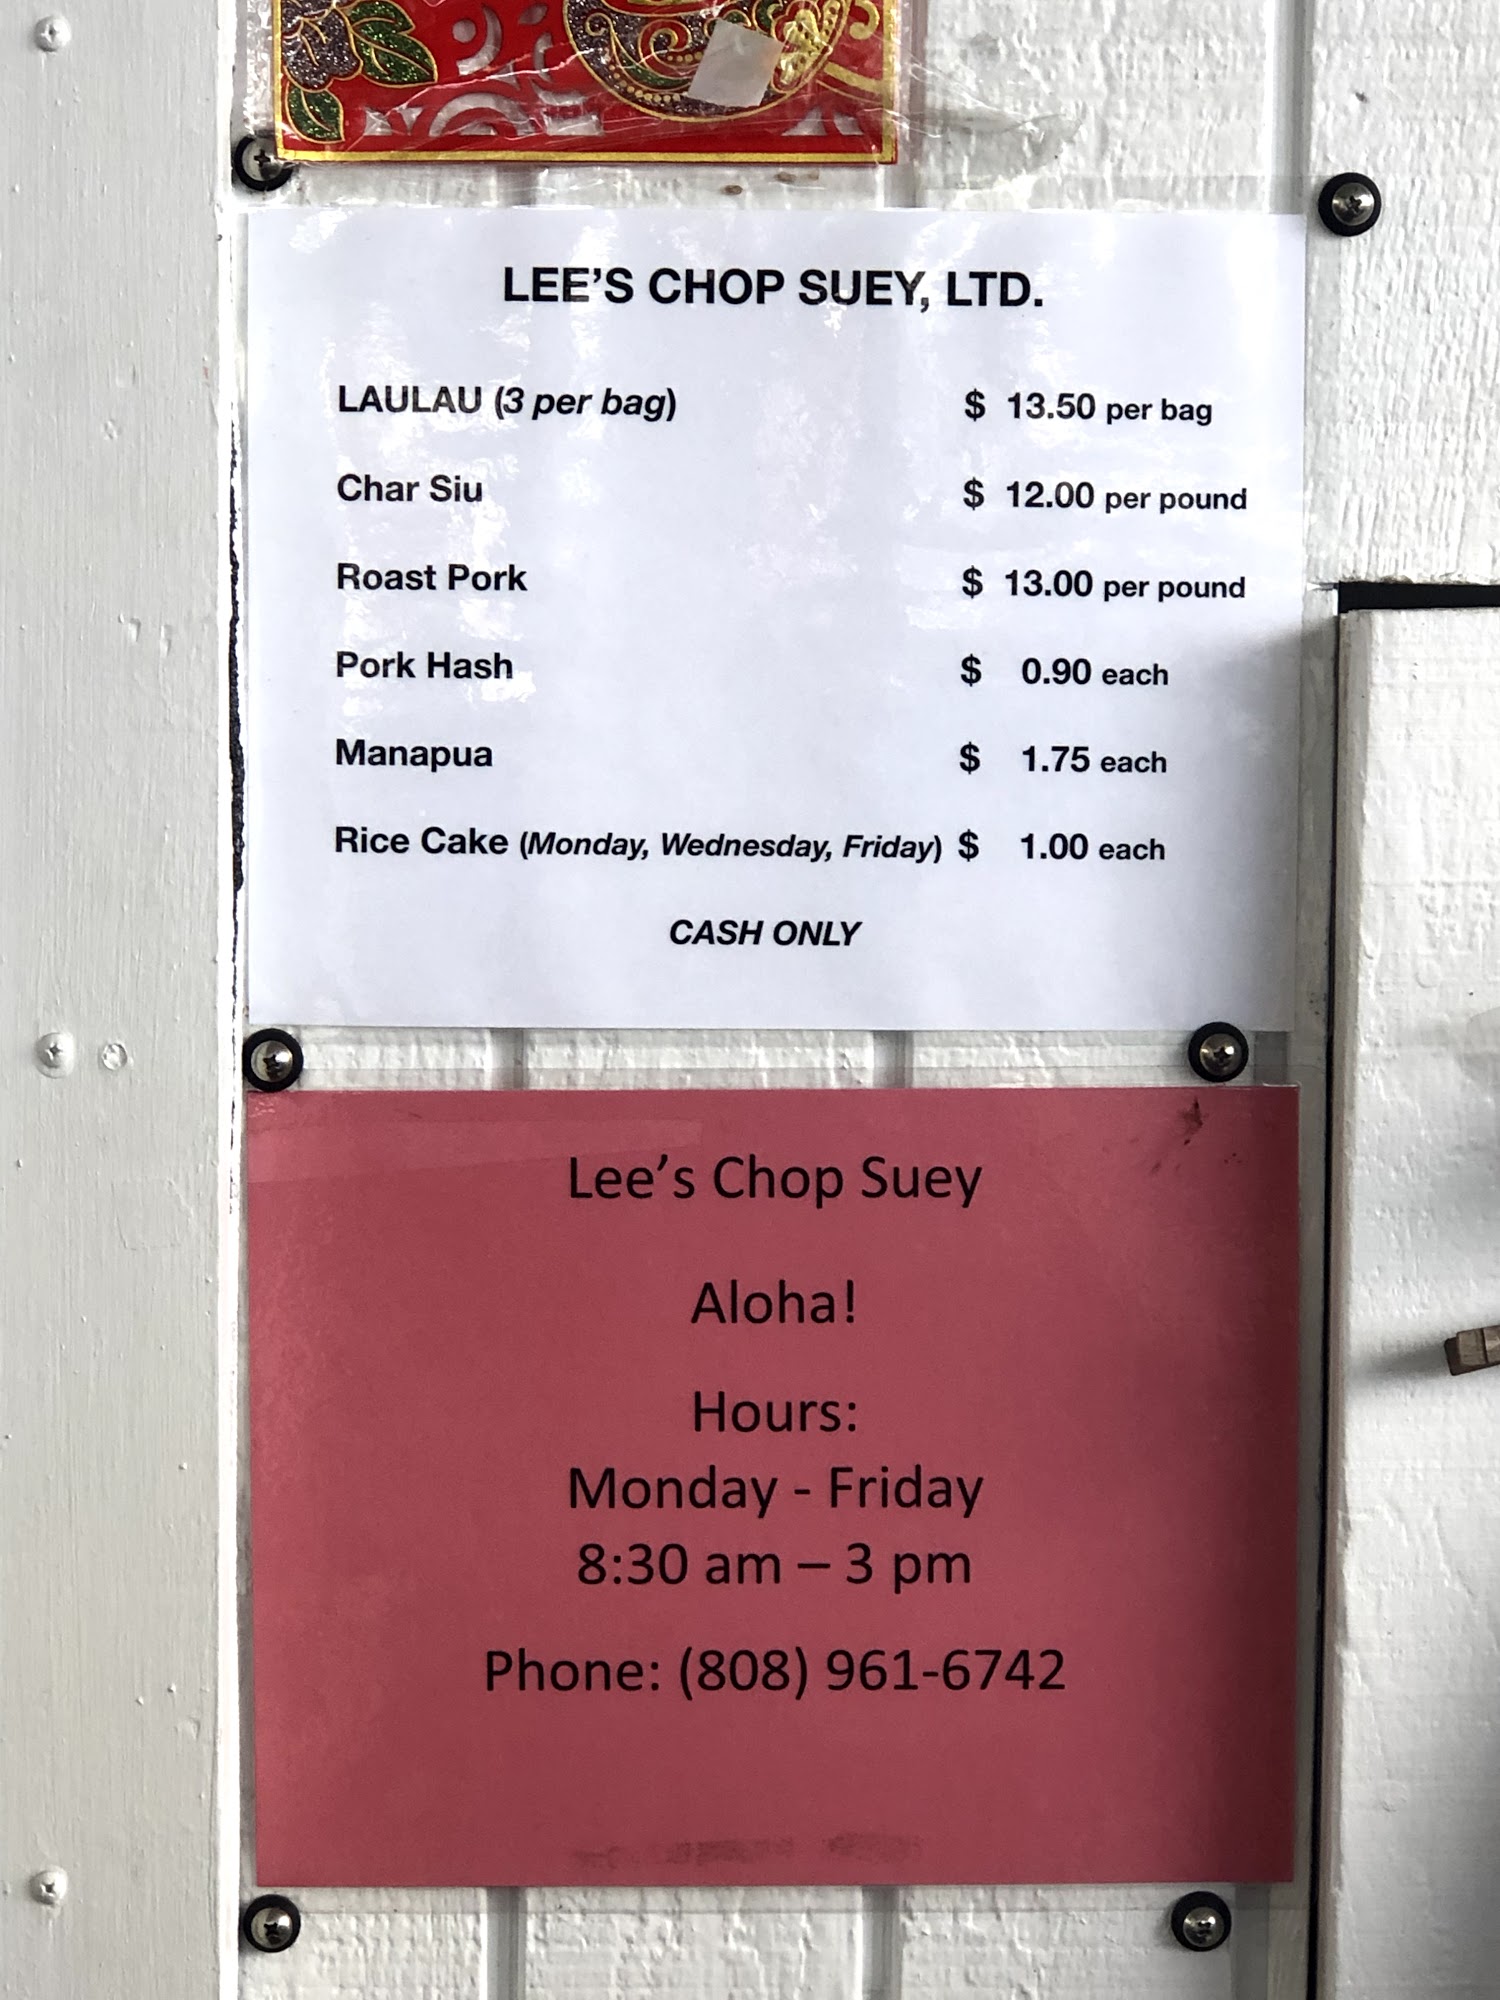 LEE'S CHOP SUEY, LTD.
LAULAU (3 per bag) $ 13.50 per bag
Char Siu $ 12.00 per pound
Roast Pork $ 13.00 per pound
Pork Hash $ 0.90 each
Manapua $ 1.75 each
Rice Cake (Monday, Wednesday, Friday) $ 1.00 each
CASH ONLY
Lee's Chop Suey
Aloha!
Hours:
Monday - Friday
8:30 am – 3 pm
Phone: (808) 961-6742